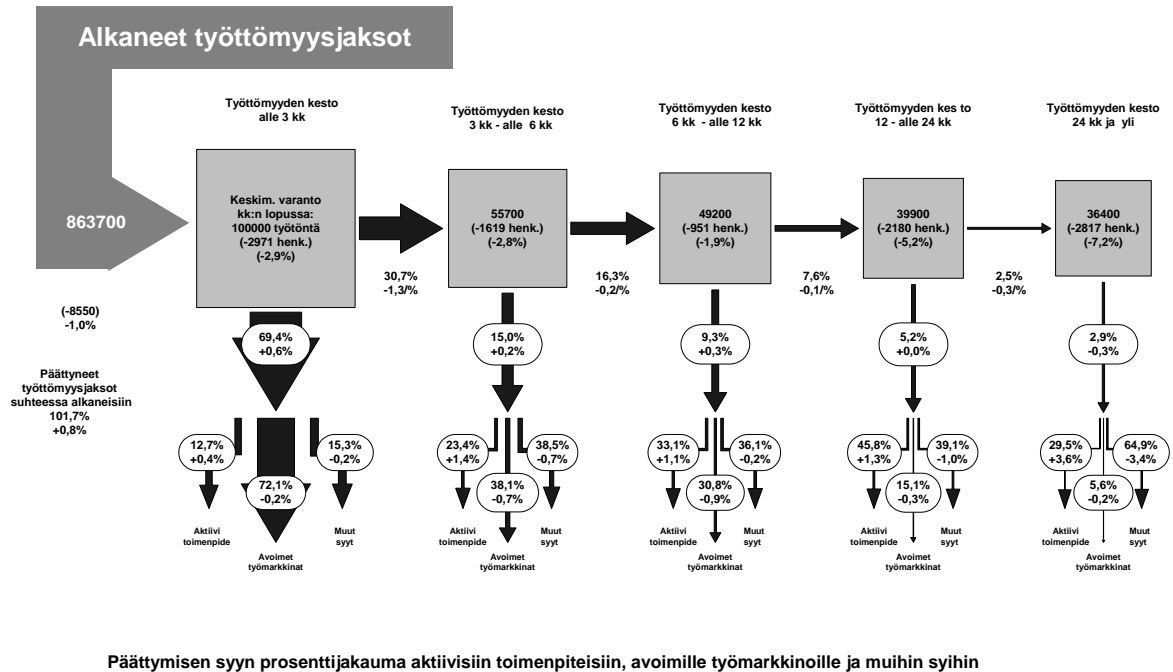 Alkaneet työttömyysjaksot
Työttömyyden kesto
alle 3 kk
Työttömyyden kesto
3 kk - alle 6 kk
Työttömyyden kesto
6 kk - alle 12 kk
Työttömyyden kes to
12 - alle 24 kk
Työttömyyden kesto
24 kk ja yli
863700
Keskim. varanto
kk:n lopussa:
100000 työtöntä
(-2971 henk.)
(-2,9%)
55700
(-1619 henk.)
(-2,8%)
49200
(-951 henk.)
(-1,9%)
39900
(-2180 henk.)
(-5,2%)
36400
(-2817 henk.)
(-7,2%)
30,7%
-1,3/%
16,3%
-0,2/%
7,6%
-0,1/%
2,5%
-0,3/%
(-8550)
-1,0%
69,4%
+0,6%
15,0%
+0,2%
9,3%
+0,3%
5,2%
+0,0%
2,9%
-0,3%
Päättyneet
työttömyysjaksot
suhteessa alkaneisiin
101,7%
+0,8%
12,7%
+0,4%
72,1%
-0,2%
15,3%
-0,2%
23,4%
+1,4%
38,1%
-0,7%
38,5%
-0,7%
33,1%
+1,1%
30,8%
-0,9%
36,1%
-0,2%
45,8%
+1,3%
15,1%
-0,3%
39,1%
-1,0%
29,5%
+3,6%
5,6%
-0,2%
64,9%
-3,4%
Aktiivi
toimenpide
Avoimet
työmarkkinat
Muut
syyt
Aktiivi
toimenpide
Avoimet
työmarkkinat
Muut
syyt
Aktiivi
toimenpide
Avoimet
työmarkkinat
Muut
syyt
Aktiivi
toimenpide
Avoimet
työmarkkinat
Muut
syyt
Aktiivi
toimenpide
Avoimet
työmarkkinat
Muut
syyt
Päättymisen syyn prosenttijakauma aktiivisiin toimenpiteisiin, avoimille työmarkkinoille ja muihin syihin